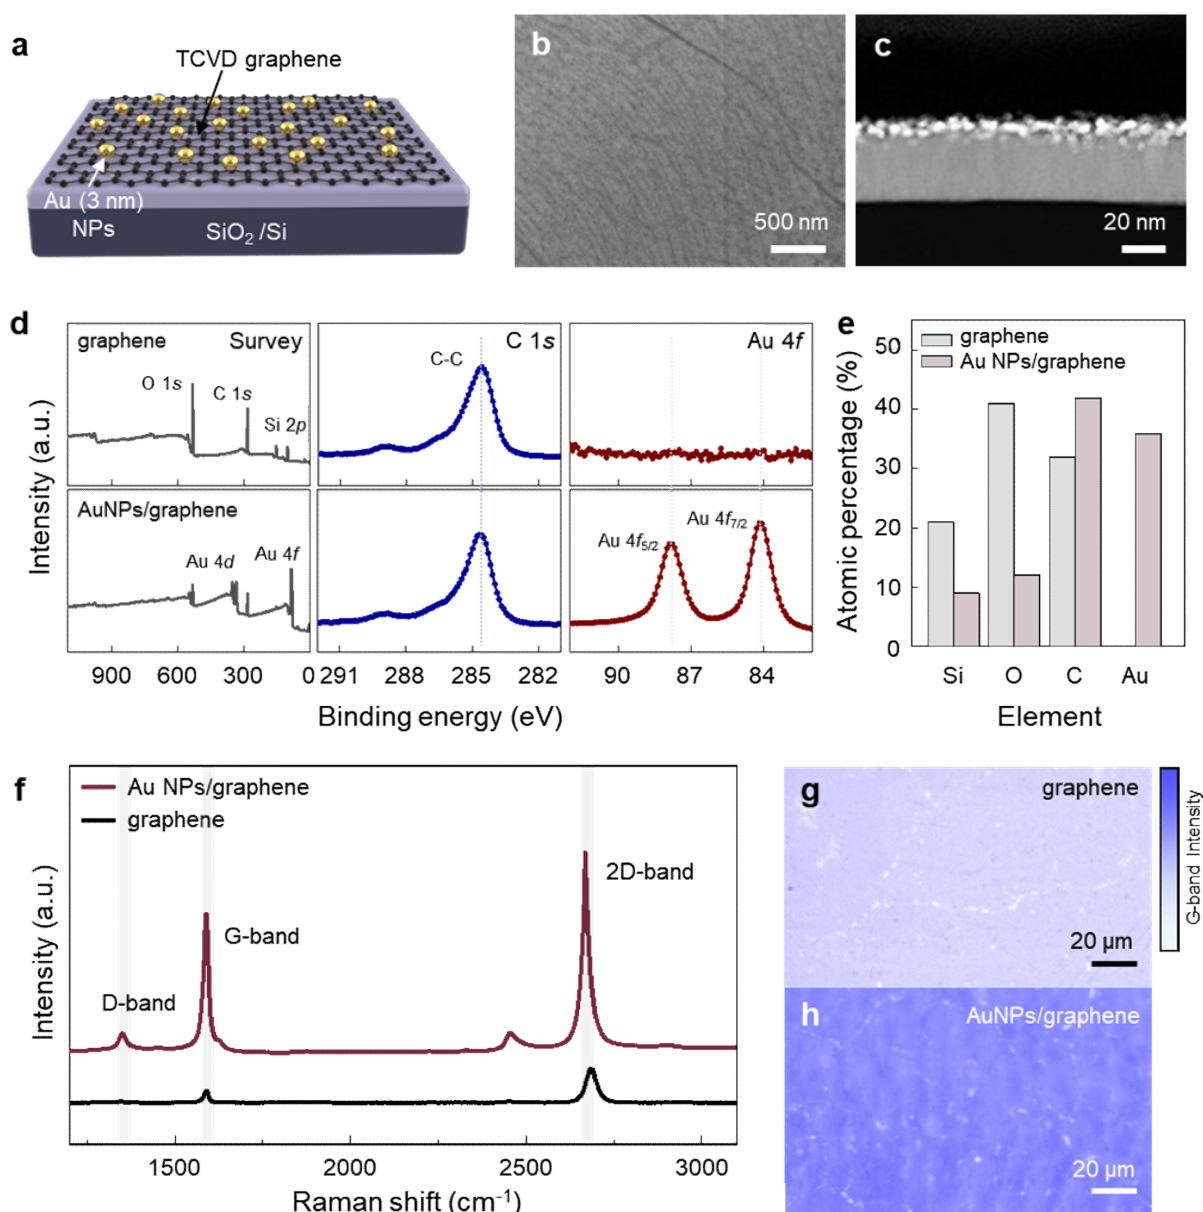 a
TCVD graphene
Au (3 nm)
NPs
SiO2 /Si
b
500 nm
c
20 nm
d
graphene
Survey
O 1s
C 1s
Si 2p
C 1s
C-C
Au 4f
AuNPs/graphene
Au 4d
Au 4f
Au 4f5/2
Au 4f7/2
Intensity (a.u.)
900 600 300 0
291 288 285 282
90 87 84
Binding energy (eV)
e
graphene
Au NPs/graphene
Atomic percentage (%)
50
40
30
20
10
0
Si O C Au
Element
f
Au NPs/graphene
graphene
D-band
G-band
2D-band
Intensity (a.u.)
1500 2000 2500 3000
Raman shift (cm-1)
g
graphene
20 µm
G-band Intensity
h
AuNPs/graphene
20 µm